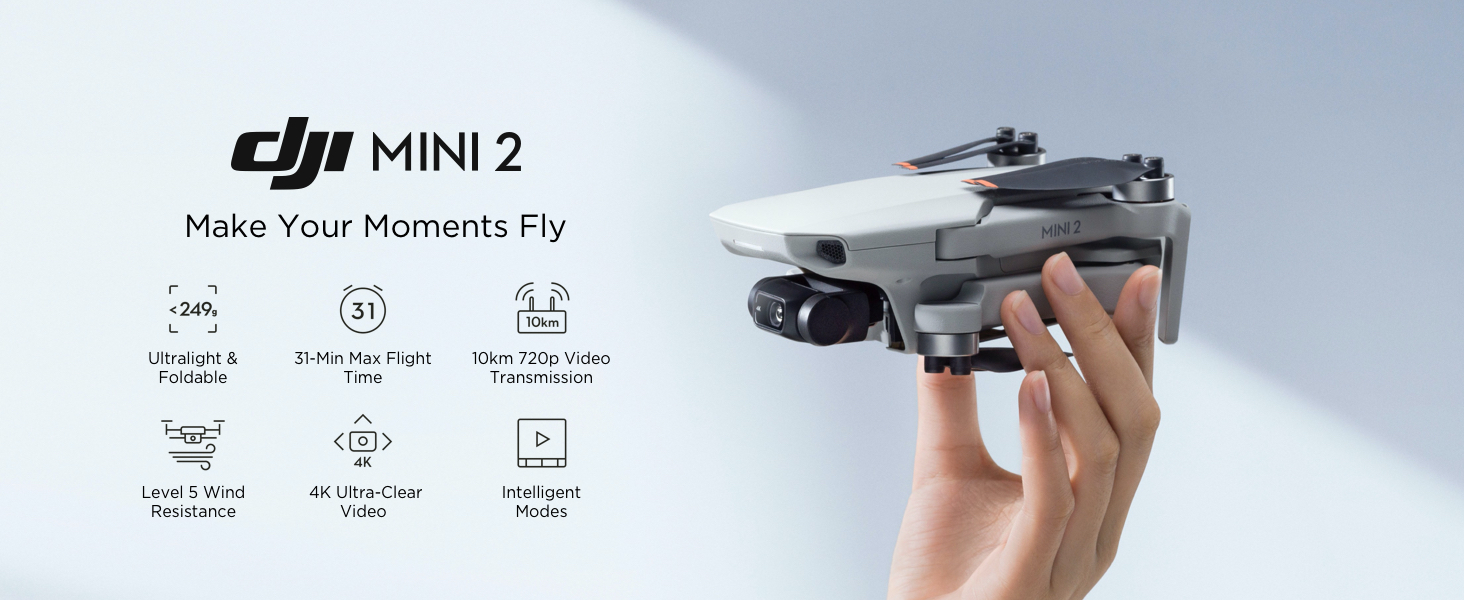 dji MINI 2
Make Your Moments Fly
<249g
Ultralight &
Foldable
31
31-Min Max Flight
Time
10km
10km 720p Video
Transmission
Level 5 Wind
Resistance
4K
4K Ultra-Clear
Video
Intelligent
Modes
MINI 2